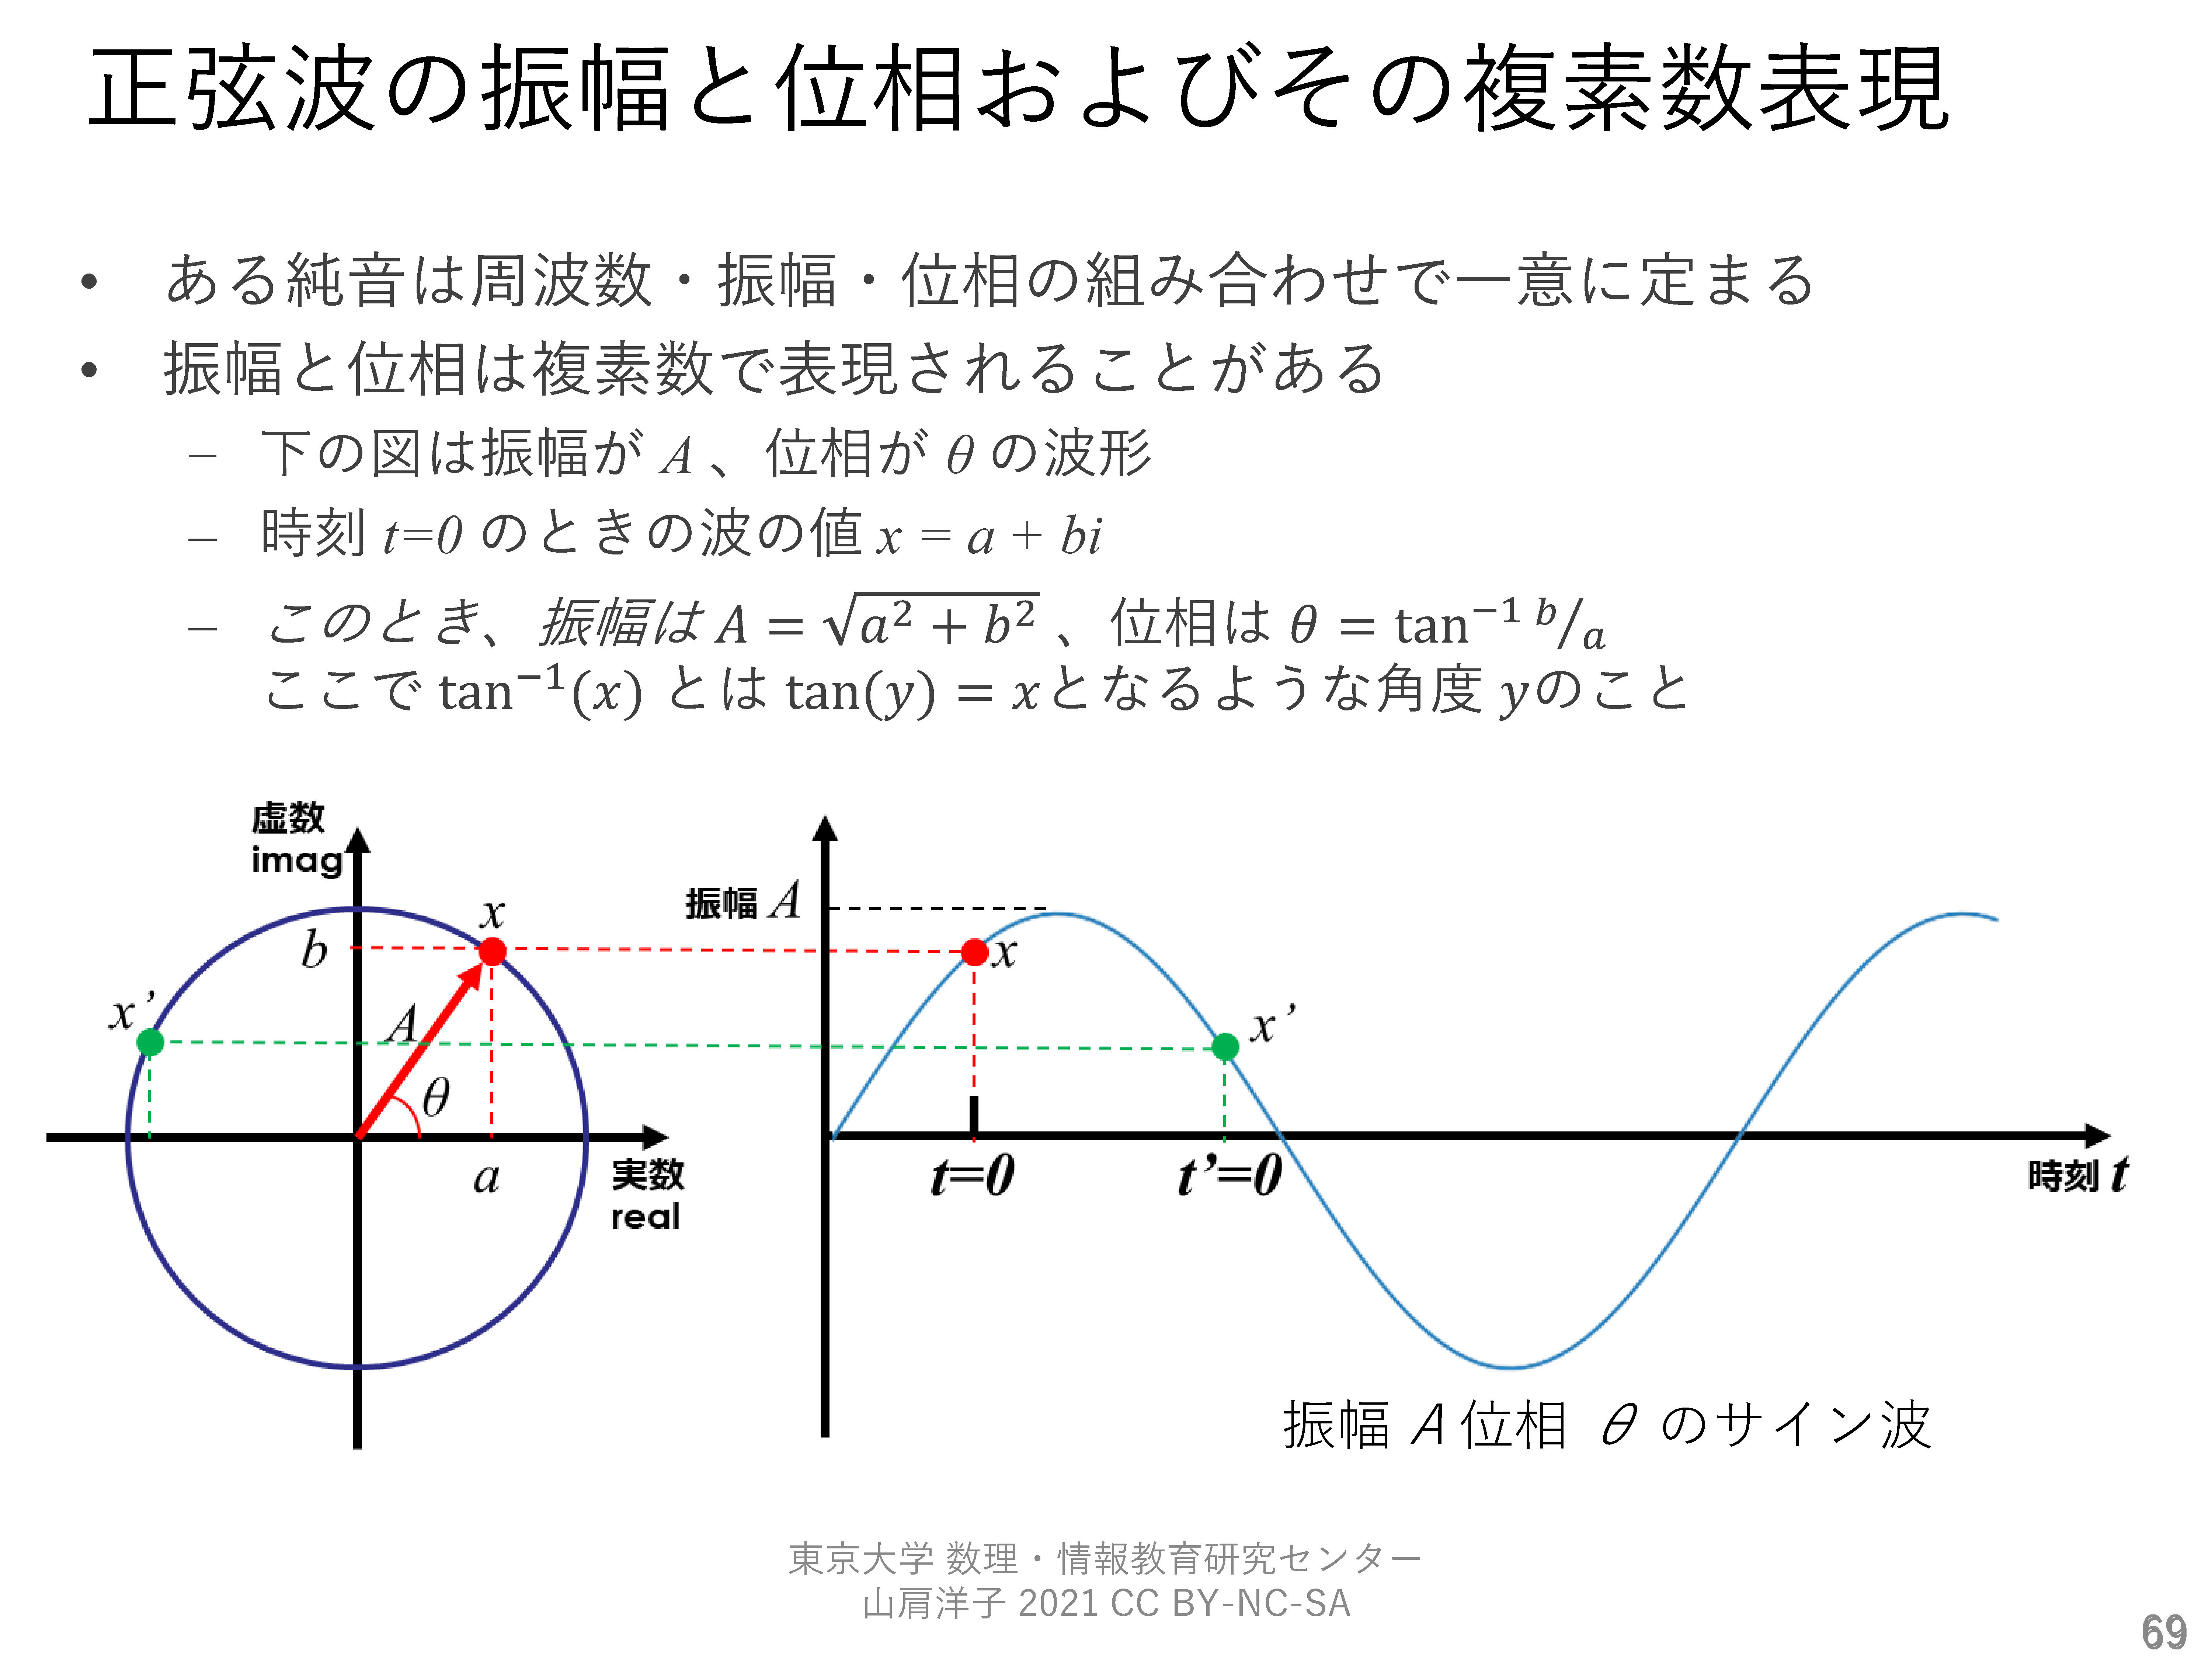 正弦波の振幅と位相およびその複素数表現
• ある純音は周波数・振幅・位相の組み合わせで一意に定まる
• 振幅と位相は複素数で表現されることがある
– 下の図は振幅が A 、位相が θ の波形
– 時刻 t=0 のときの波の値 x = a + bi
– このとき、振幅は A = √a² + b² 、位相は θ = tan⁻¹ b/a
ここで tan⁻¹(x) とは tan(y) = xとなるような角度 yのこと
虚数
imag
x
b
x’
A
θ
a
実数
real
振幅 A
x
x’
t=0
t’=0
時刻 t
振幅 A 位相 θ のサイン波
東京大学 数理・情報教育研究センター
山肩洋子 2021 CC BY-NC-SA
69